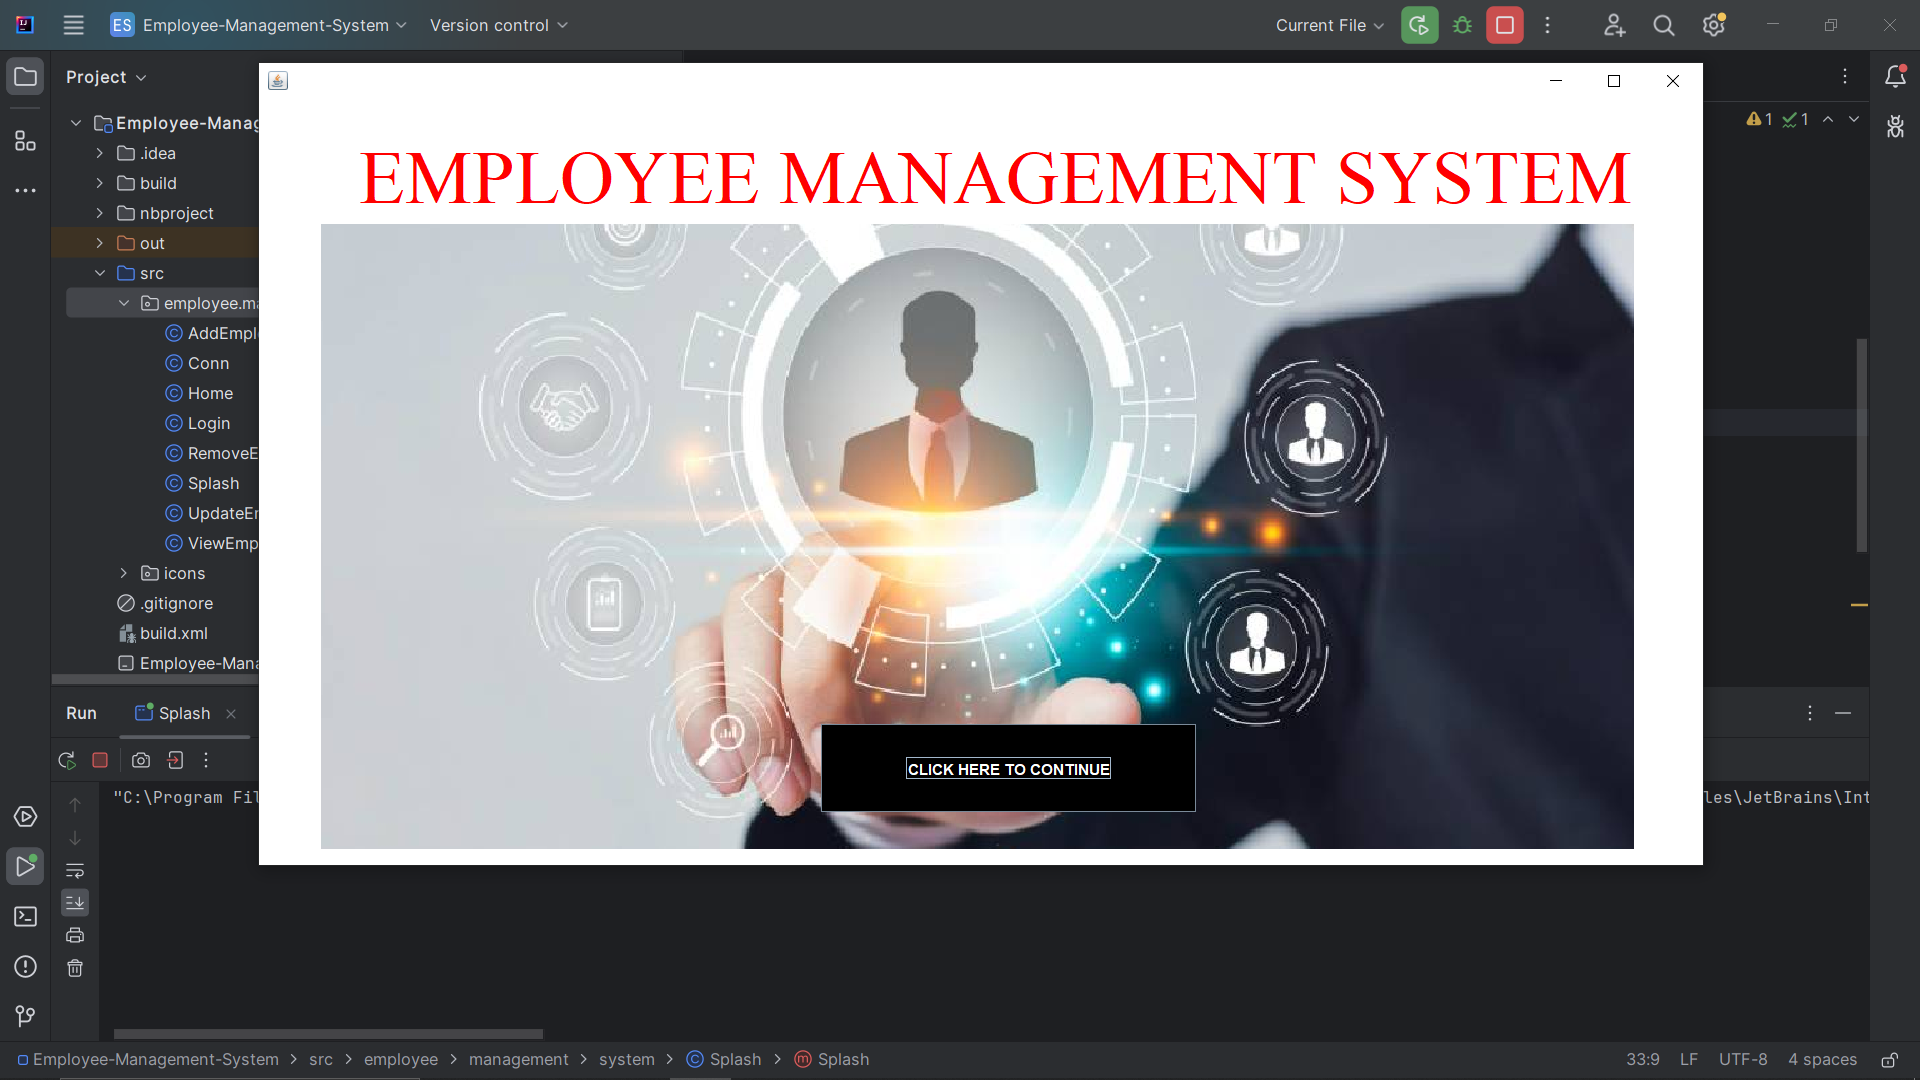 ES Employee-Management-System Version control Current File
Project
Employee-Manag
.idea
build
nbproject
out
src
employee.ma
AddEmpl
Conn
Home
Login
RemoveE
Splash
UpdateEm
ViewEmp
icons
.gitignore
build.xml
Employee-Mana
1 1
EMPLOYEE MANAGEMENT SYSTEM
CLICK HERE TO CONTINUE
Run Splash
"C:\Program Fil les\JetBrains\Int
Employee-Management-System > src > employee > management > system > Splash > Splash 33:9 LF UTF-8 4 spaces